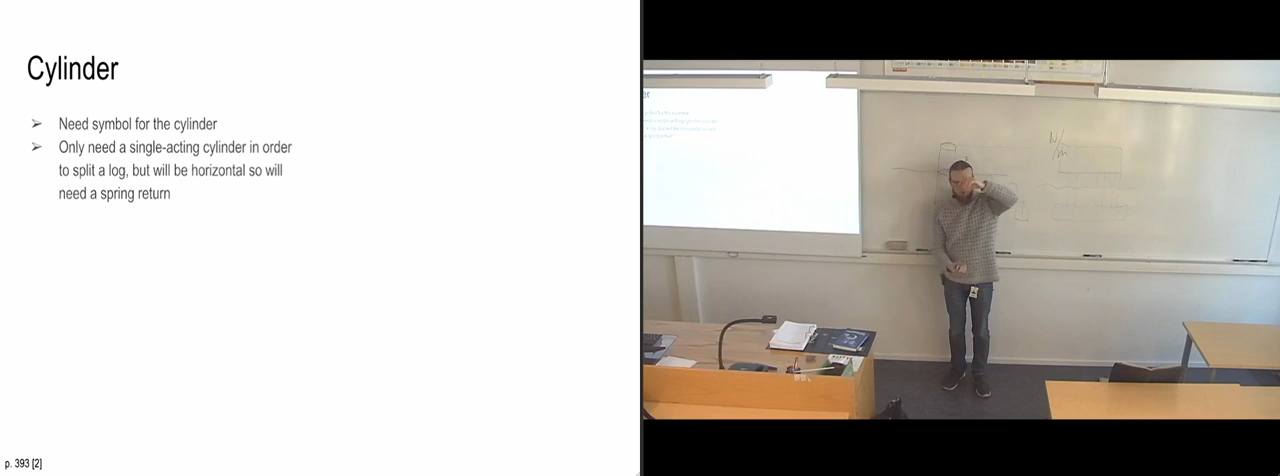 Cylinder
➢ Need symbol for the cylinder
➢ Only need a single-acting cylinder in order
to split a log, but will be horizontal so will
need a spring return
p. 393 [2]
N/m